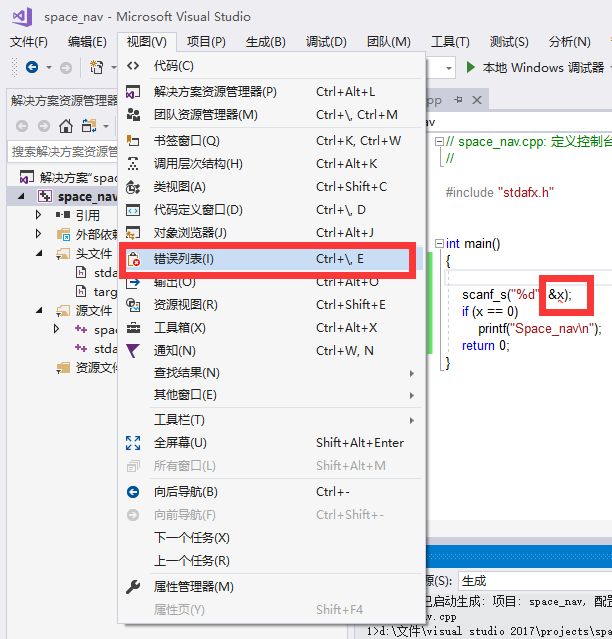 space_nav - Microsoft Visual Studio
文件(F) 编辑(E) 视图(V) 项目(P) 生成(B) 调试(D) 团队(M) 工具(T) 测试(S) 分析(N)
本地 Windows 调试器
解决方案资源管理器
搜索解决方案资源管
解决方案"spa
space_nav
引用
外部依赖
头文件
stda
targ
源文件
spac
stda
资源文
代码(C)
解决方案资源管理器(P) Ctrl+Alt+L
团队资源管理器(M) Ctrl+\, Ctrl+M
书签窗口(Q) Ctrl+K, Ctrl+W
调用层次结构(H) Ctrl+Alt+K
类视图(A) Ctrl+Shift+C
代码定义窗口(D) Ctrl+\, D
对象浏览器(J) Ctrl+Alt+J
错误列表(I) Ctrl+\, E
输出(O) Ctrl+Alt+O
资源视图(R) Ctrl+Shift+E
工具箱(X) Ctrl+Alt+X
通知(N) Ctrl+W, N
查找结果(N)
其他窗口(E)
工具栏(T)
全屏幕(U) Shift+Alt+Enter
所有窗口(L) Shift+Alt+M
向后导航(B) Ctrl+-
向前导航(F) Ctrl+Shift+-
下一个任务(X)
上一个任务(R)
属性管理器(M)
属性页(Y) Shift+F4
pp
av
// space_nav.cpp: 定义控制台
//
#include "stdafx.h"
int main()
{
scanf_s("%d" &x);
if (x == 0)
printf("Space_nav\n");
return 0;
}
源(S): 生成
已启动生成: 项目: space_nav, 配
v.cpp
1>d:\文件\visual studio 2017\projects\spa